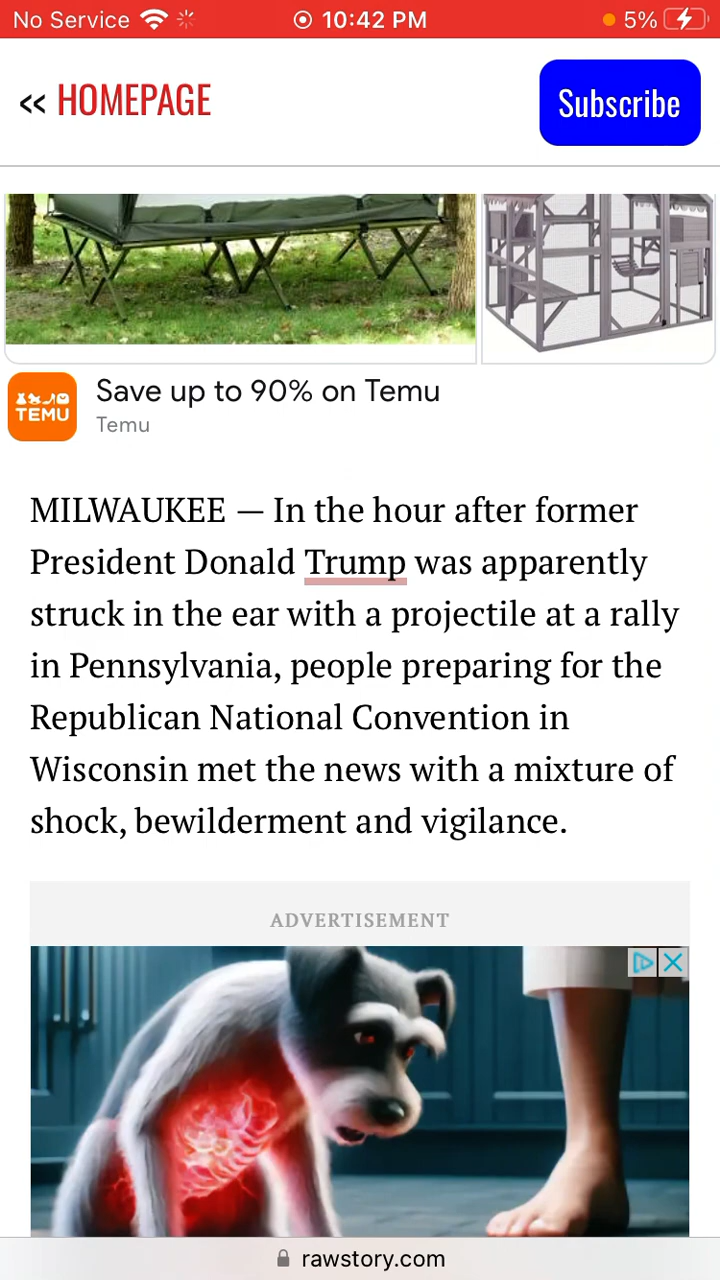 No Service 10:42 PM 5%
<< HOMEPAGE Subscribe
TEMU
Save up to 90% on Temu
Temu
MILWAUKEE — In the hour after former
President Donald Trump was apparently
struck in the ear with a projectile at a rally
in Pennsylvania, people preparing for the
Republican National Convention in
Wisconsin met the news with a mixture of
shock, bewilderment and vigilance.
ADVERTISEMENT
rawstory.com